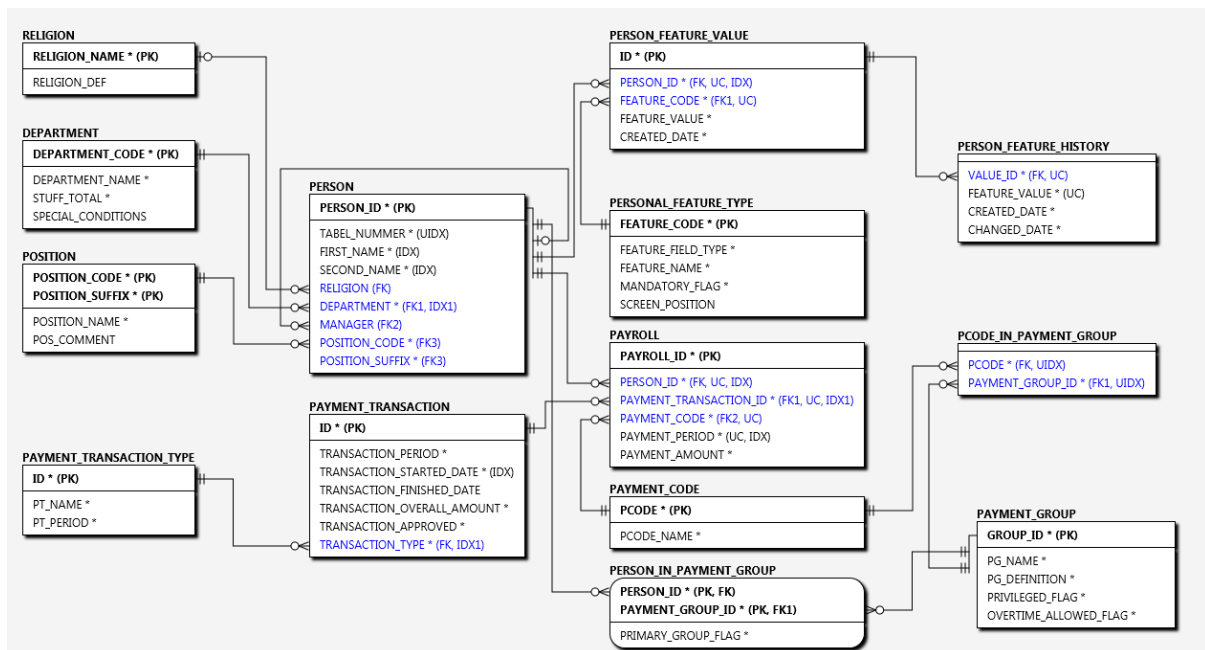 RELIGION
RELIGION_NAME * (PK)
RELIGION_DEF
DEPARTMENT
DEPARTMENT_CODE * (PK)
DEPARTMENT_NAME *
STUFF_TOTAL *
SPECIAL_CONDITIONS
POSITION
POSITION_CODE * (PK)
POSITION_SUFFIX * (PK)
POSITION_NAME *
POS_COMMENT
PAYMENT_TRANSACTION_TYPE
ID * (PK)
PT_NAME *
PT_PERIOD *
PERSON
PERSON_ID * (PK)
TABEL_NUMMER * (UIDX)
FIRST_NAME * (IDX)
SECOND_NAME * (IDX)
RELIGION (FK)
DEPARTMENT * (FK1, IDX1)
MANAGER (FK2)
POSITION_CODE * (FK3)
POSITION_SUFFIX * (FK3)
PAYMENT_TRANSACTION
ID * (PK)
TRANSACTION_PERIOD *
TRANSACTION_STARTED_DATE * (IDX)
TRANSACTION_FINISHED_DATE
TRANSACTION_OVERALL_AMOUNT *
TRANSACTION_APPROVED *
TRANSACTION_TYPE * (FK, IDX1)
PERSON_FEATURE_VALUE
ID * (PK)
PERSON_ID * (FK, UC, IDX)
FEATURE_CODE * (FK1, UC)
FEATURE_VALUE *
CREATED_DATE *
PERSONAL_FEATURE_TYPE
FEATURE_CODE * (PK)
FEATURE_FIELD_TYPE *
FEATURE_NAME *
MANDATORY_FLAG *
SCREEN_POSITION
PAYROLL
PAYROLL_ID * (PK)
PERSON_ID * (FK, UC, IDX)
PAYMENT_TRANSACTION_ID * (FK1, UC, IDX1)
PAYMENT_CODE * (FK2, UC)
PAYMENT_PERIOD * (UC, IDX)
PAYMENT_AMOUNT *
PAYMENT_CODE
PCODE * (PK)
PCODE_NAME *
PERSON_IN_PAYMENT_GROUP
PERSON_ID * (PK, FK)
PAYMENT_GROUP_ID * (PK, FK1)
PRIMARY_GROUP_FLAG *
PERSON_FEATURE_HISTORY
VALUE_ID * (FK, UC)
FEATURE_VALUE * (UC)
CREATED_DATE *
CHANGED_DATE *
PCODE_IN_PAYMENT_GROUP
PCODE * (FK, UIDX)
PAYMENT_GROUP_ID * (FK1, UIDX)
PAYMENT_GROUP
GROUP_ID * (PK)
PG_NAME *
PG_DEFINITION *
PRIVILEGED_FLAG *
OVERTIME_ALLOWED_FLAG *